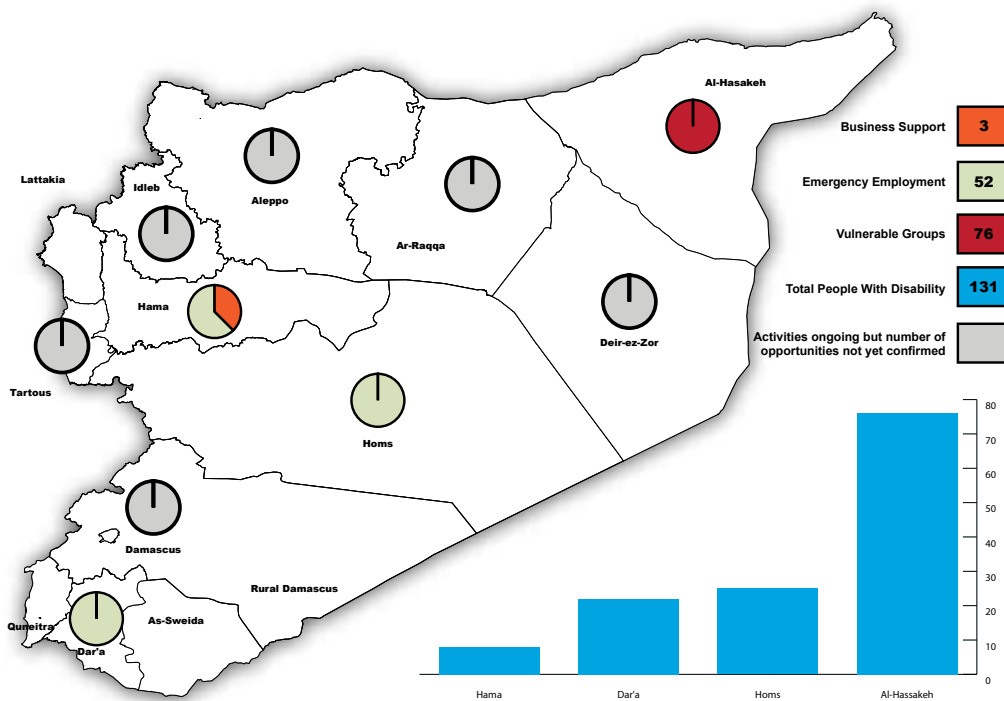 Al-Hasakeh
Lattakia
Idleb
Aleppo
Ar-Raqqa
Hama
Deir-ez-Zor
Tartous
Homs
Damascus
Rural Damascus
Quneitra
As-Sweida
Dar'a
Business Support
3
Emergency Employment
52
Vulnerable Groups
76
Total People With Disability
131
Activities ongoing but number of
opportunities not yet confirmed
80
70
60
50
40
30
20
10
0
Hama
Dar'a
Homs
Al-Hassakeh